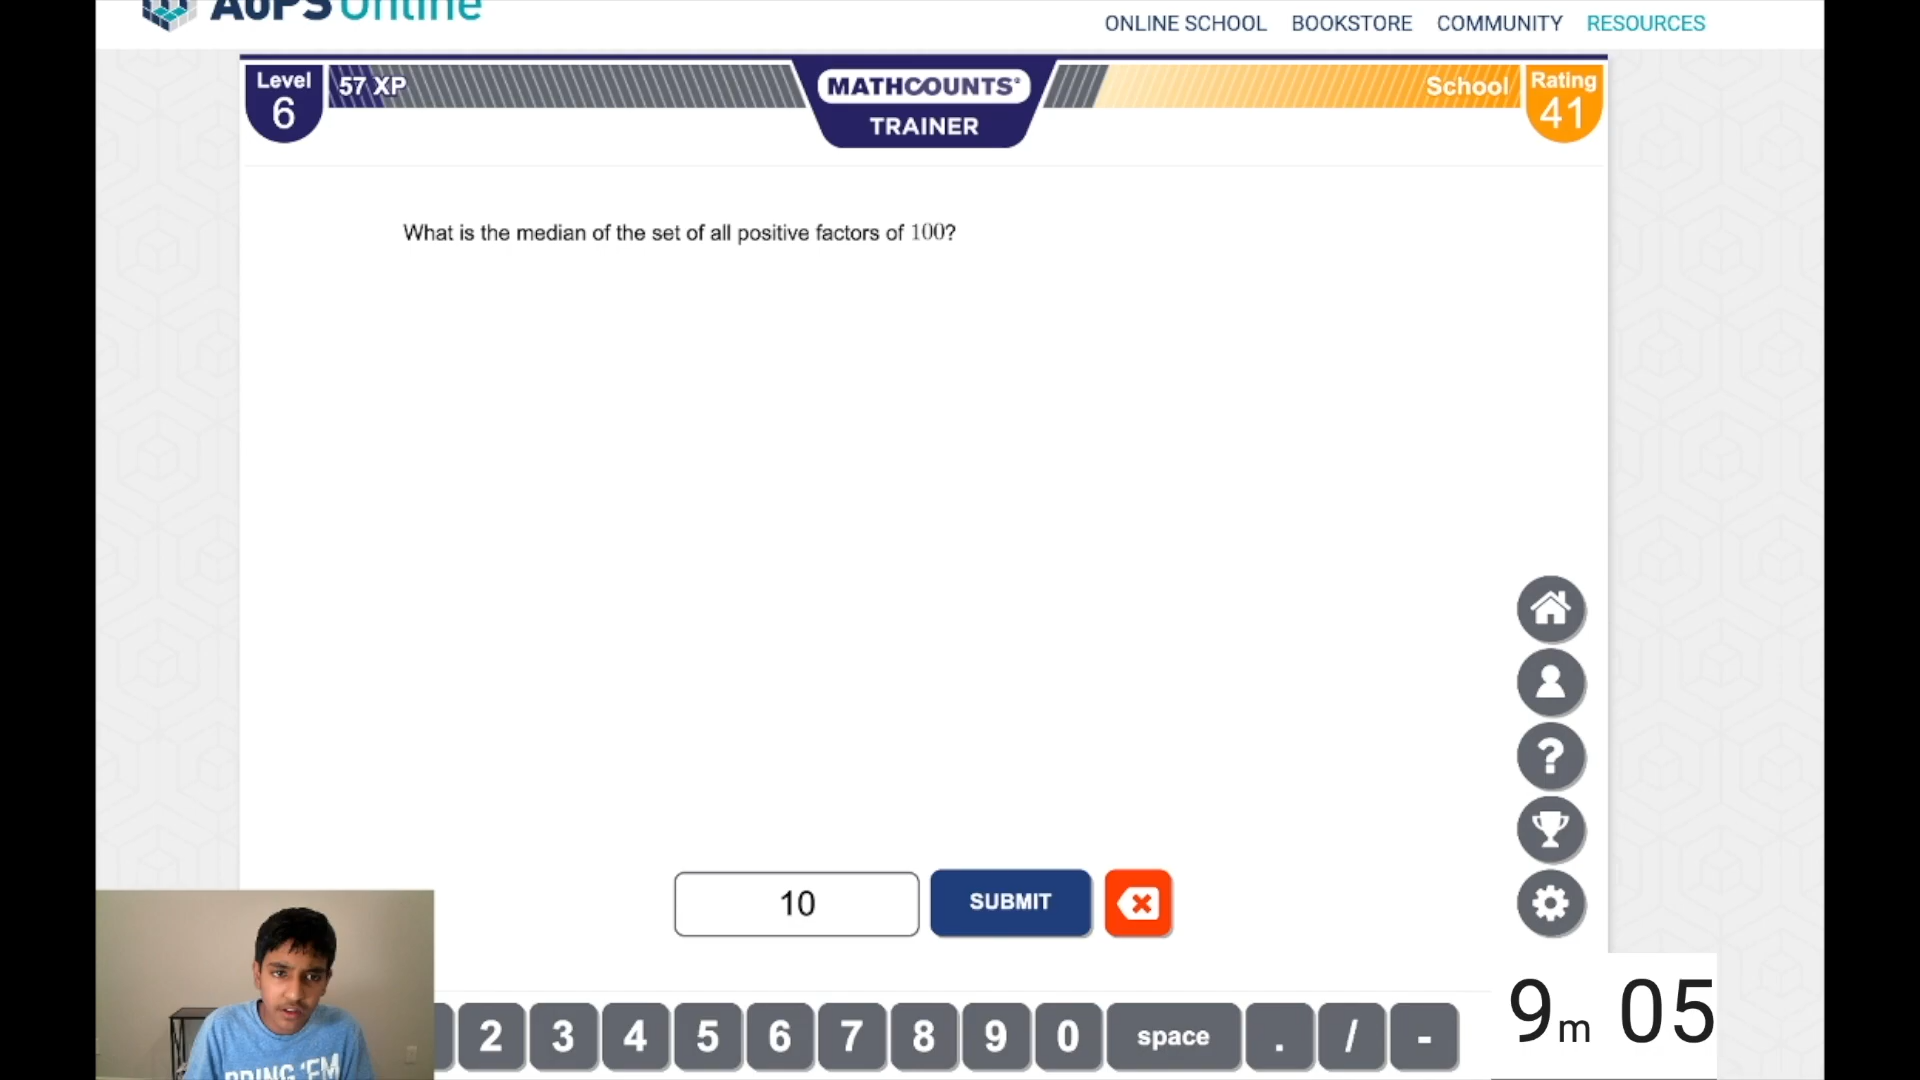 AoPS Online
ONLINE SCHOOL BOOKSTORE COMMUNITY RESOURCES
Level
6
57 XP
MATHCOUNTS®
TRAINER
School
Rating
41
What is the median of the set of all positive factors of 100?
10
SUBMIT
?
9m 05
2 3 4 5 6 7 8 9 0 space . / -
BRING 'EM